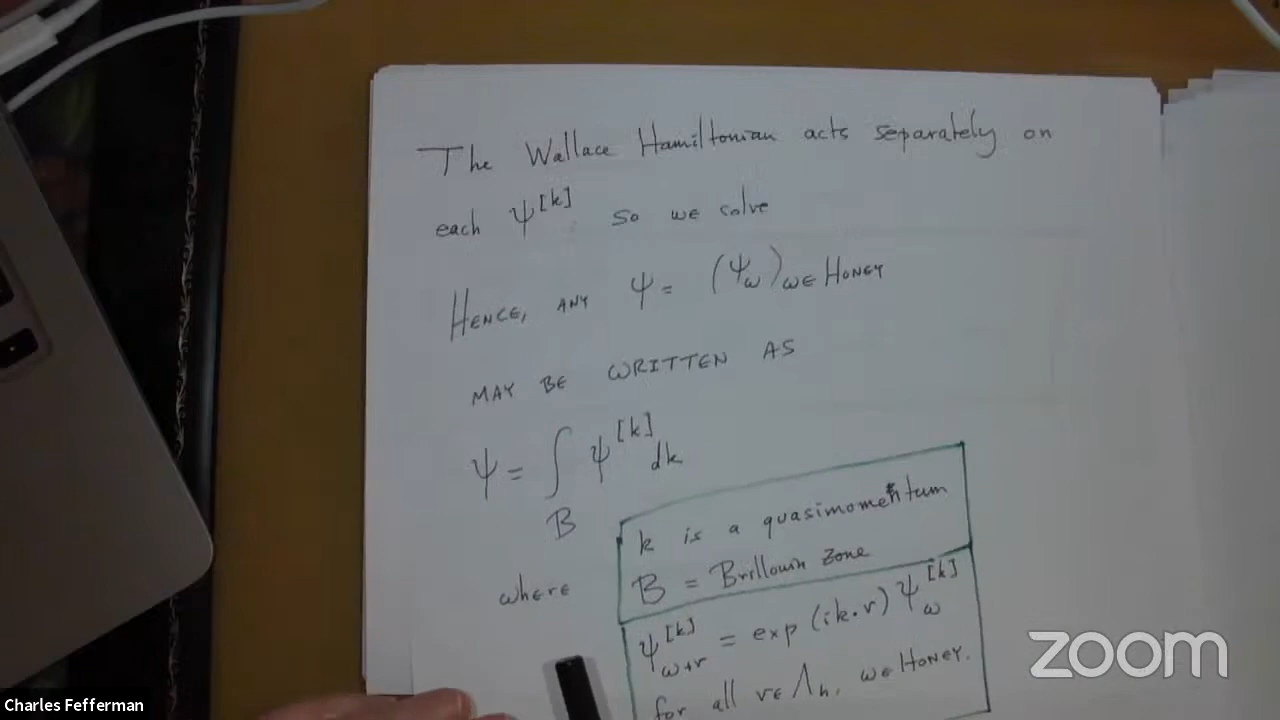 The Wallace Hamiltonian acts separately on
each ψ^[k] so we solve
HENCE, ANY ψ = (ψ_ω)_ω∈HONEY
MAY BE WRITTEN AS
ψ = ∫_B ψ^[k] dk
where
k is a quasimomentum
B = Brillouin zone
ψ^[k]_ω+v = exp(ik·v) ψ^[k]_ω
for all v∈Λ_h, ω∈HONEY.
zoom
Charles Fefferman